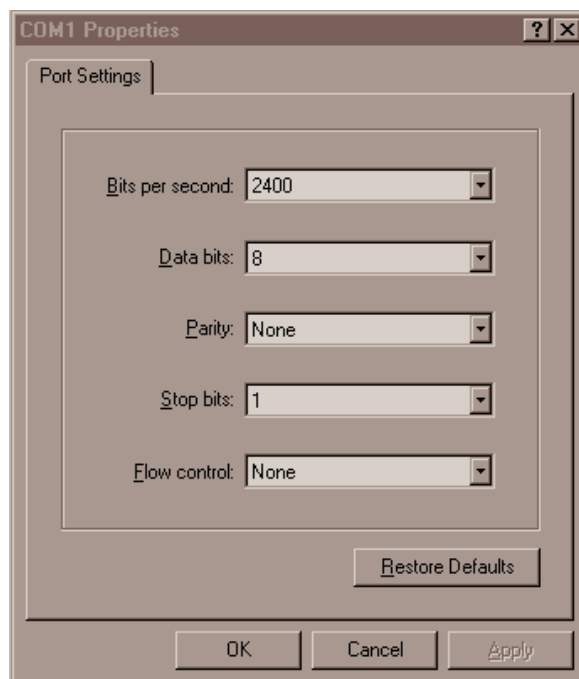 COM1 Properties
Port Settings
Bits per second: 2400
Data bits: 8
Parity: None
Stop bits: 1
Flow control: None
Restore Defaults
OK Cancel Apply